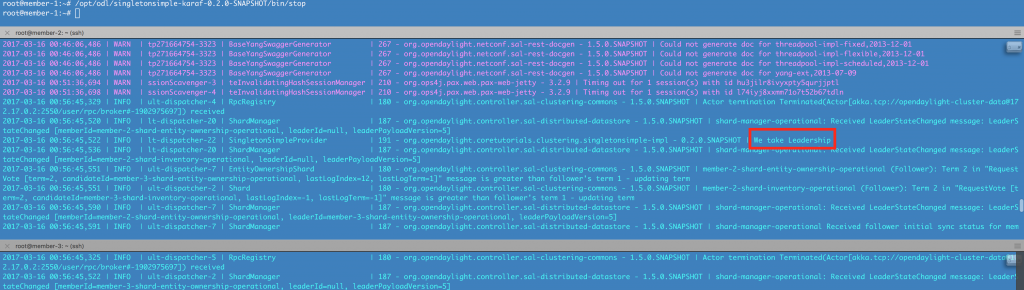 root@member-1:~# /opt/odl/singletonsimple-karaf-0.2.0-SNAPSHOT/bin/stop
root@member-1:~#
root@member-2: ~ (ssh)
2017-03-16 00:46:06,486 | WARN | tp271664754-3323 | BaseYangSwaggerGenerator | 267 - org.opendaylight.netconf.sal-rest-docgen - 1.5.0.SNAPSHOT | Could not generate doc for threadpool-impl-fixed,2013-12-01
2017-03-16 00:46:06,486 | WARN | tp271664754-3323 | BaseYangSwaggerGenerator | 267 - org.opendaylight.netconf.sal-rest-docgen - 1.5.0.SNAPSHOT | Could not generate doc for threadpool-impl-flexible,2013-12-01
2017-03-16 00:46:06,486 | WARN | tp271664754-3323 | BaseYangSwaggerGenerator | 267 - org.opendaylight.netconf.sal-rest-docgen - 1.5.0.SNAPSHOT | Could not generate doc for threadpool-impl-scheduled,2013-12-01
2017-03-16 00:46:06,486 | WARN | tp271664754-3323 | BaseYangSwaggerGenerator | 267 - org.opendaylight.netconf.sal-rest-docgen - 1.5.0.SNAPSHOT | Could not generate doc for yang-ext,2013-07-09
2017-03-16 00:51:36,694 | WARN | ssionScavenger-3 | teInvalidatingHashSessionManager | 210 - org.ops4j.pax.web.pax-web-jetty - 3.2.9 | Timing out for 1 session(s) with id
2017-03-16 00:51:36,698 | WARN | ssionScavenger-3 | teInvalidatingHashSessionManager | 210 - org.ops4j.pax.web.pax-web-jetty - 3.2.9 | Timing out for 1 session(s) with id
2017-03-16 00:56:45,329 | INFO | ult-dispatcher-4 | RpcRegistry | 180 - org.opendaylight.controller.sal-clustering-commons - 1.5.0.SNAPSHOT | Actor termination Terminated(Actor[akka.tcp://opendaylight-cluster-data@17
2.17.0.2:2550/user/rpc/broker#-1902975697]) received
2017-03-16 00:56:45,520 | INFO | lt-dispatcher-20 | ShardManager | 187 - org.opendaylight.controller.sal-distributed-datastore - 1.5.0.SNAPSHOT | shard-manager-operational: Received LeaderStateChanged message: LeaderS
tateChanged [memberId=member-2-shard-entity-ownership-operational, leaderId=null, leaderPayloadVersion=5]
2017-03-16 00:56:45,522 | INFO | lt-dispatcher-22 | SingletonSimpleProvider | 191 - org.opendaylight.coretutorials.clustering.singletonsimple-impl - 0.2.0.SNAPSHOT | We take Leadership
2017-03-16 00:56:45,536 | INFO | lt-dispatcher-20 | ShardManager | 187 - org.opendaylight.controller.sal-distributed-datastore - 1.5.0.SNAPSHOT | shard-manager-operational: Received LeaderStateChanged message: LeaderS
tateChanged [memberId=member-2-shard-inventory-operational, leaderId=null, leaderPayloadVersion=5]
2017-03-16 00:56:45,551 | INFO | ult-dispatcher-7 | EntityOwnershipShard | 180 - org.opendaylight.controller.sal-clustering-commons - 1.5.0.SNAPSHOT | member-2-shard-entity-ownership-operational (Follower): Term 2 in "Request
Vote [term=2, candidateId=member-3-shard-entity-ownership-operational, lastLogIndex=12, lastLogTerm=1]" message is greater than follower's term 1 - updating term
2017-03-16 00:56:45,551 | INFO | ult-dispatcher-2 | Shard | 180 - org.opendaylight.controller.sal-clustering-commons - 1.5.0.SNAPSHOT | member-2-shard-inventory-operational (Follower): Term 2 in "RequestVote [t
erm=2, candidateId=member-3-shard-inventory-operational, lastLogIndex=-1, lastLogTerm=-1]" message is greater than follower's term 1 - updating term
2017-03-16 00:56:45,590 | INFO | ult-dispatcher-7 | ShardManager | 187 - org.opendaylight.controller.sal-distributed-datastore - 1.5.0.SNAPSHOT | shard-manager-operational: Received LeaderStateChanged message: LeaderS
tateChanged [memberId=member-2-shard-entity-ownership-operational, leaderId=member-3-shard-entity-ownership-operational, leaderPayloadVersion=5]
2017-03-16 00:56:45,591 | INFO | ult-dispatcher-7 | ShardManager | 187 - org.opendaylight.controller.sal-distributed-datastore - 1.5.0.SNAPSHOT | shard-manager-operational Received follower initial sync status for mem
root@member-3: ~ (ssh)
2017-03-16 00:56:45,325 | INFO | ult-dispatcher-5 | RpcRegistry | 180 - org.opendaylight.controller.sal-clustering-commons - 1.5.0.SNAPSHOT | Actor termination Terminated(Actor[akka.tcp://opendaylight-cluster-data@17
2.17.0.2:2550/user/rpc/broker#-1902975697]) received
2017-03-16 00:56:45,522 | INFO | ult-dispatcher-2 | ShardManager | 187 - org.opendaylight.controller.sal-distributed-datastore - 1.5.0.SNAPSHOT | shard-manager-operational: Received LeaderStateChanged message: LeaderS
tateChanged [memberId=member-3-shard-entity-ownership-operational, leaderId=null, leaderPayloadVersion=5]